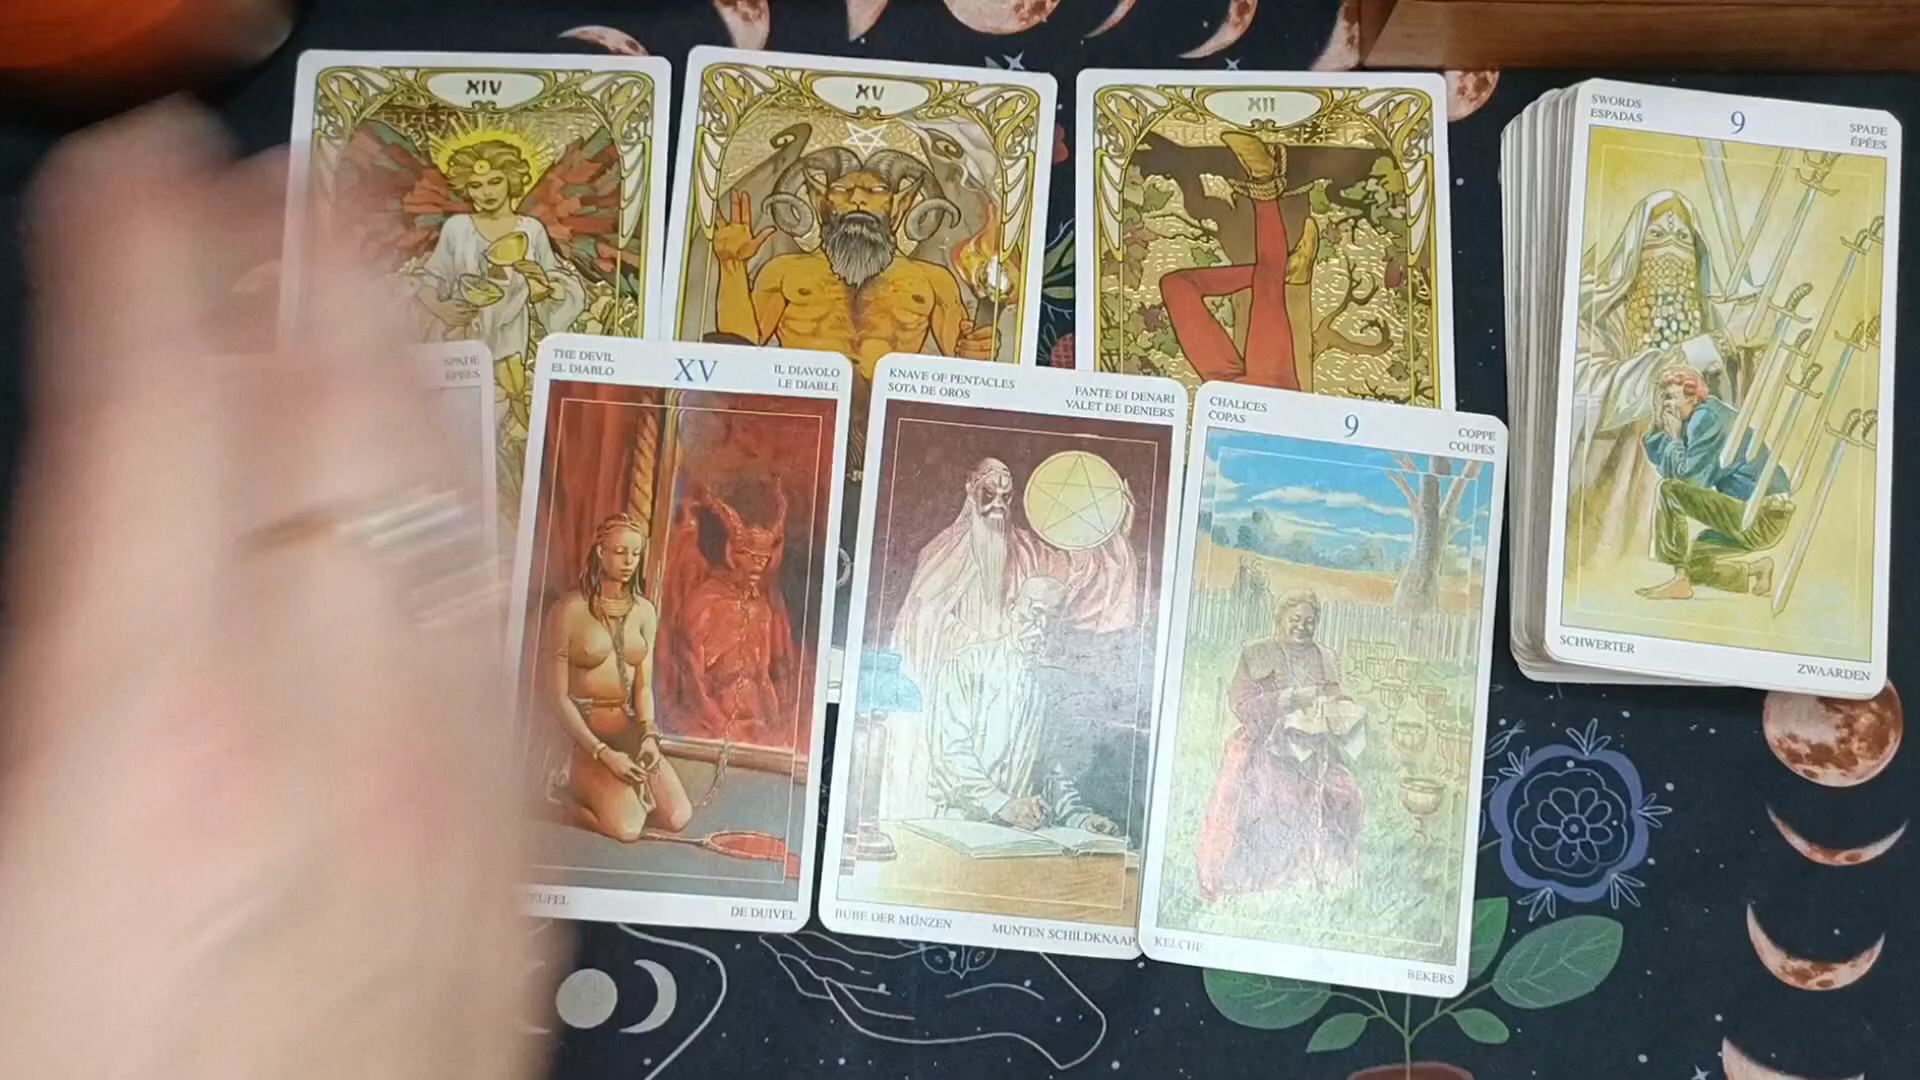 XIV
XV
XII
SWORDS
ESPADAS
9
SPADE
ÉPÉES
SCHWERTER
ZWAARDEN
SPADE
ÉPÉES
THE DEVIL
EL DIABLO
XV
IL DIAVOLO
LE DIABLE
DE DUIVEL
KNAVE OF PENTACLES
SOTA DE OROS
FANTE DI DENARI
VALET DE DENIERS
BUBE DER MÜNZEN
MUNTEN SCHILDKNAAP
CHALICES
COPAS
9
COPPE
COUPES
KELCHE
BEKERS